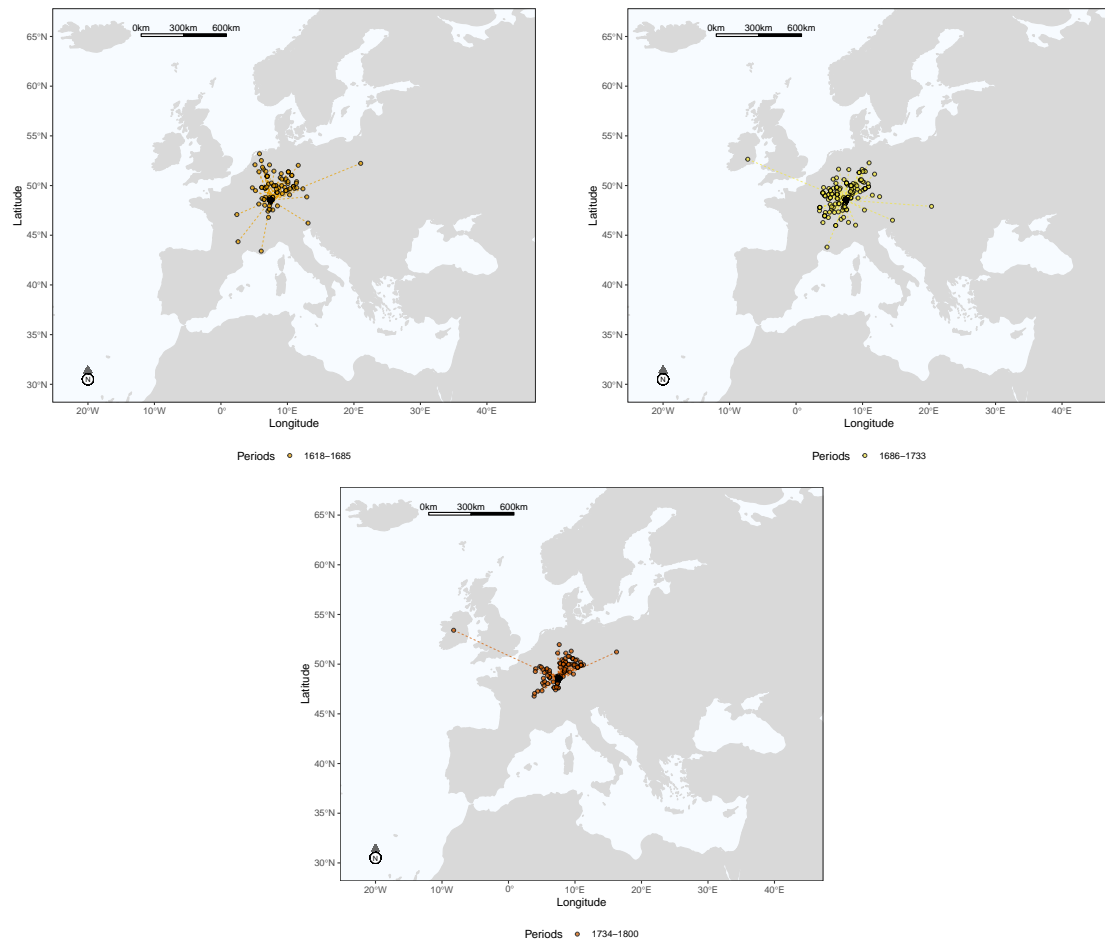 0km 300km 600km
65°N
60°N
55°N
50°N
45°N
40°N
35°N
30°N
Latitude
N
20°W 10°W 0° 10°E 20°E 30°E 40°E
Longitude
Periods 1618–1685
0km 300km 600km
65°N
60°N
55°N
50°N
45°N
40°N
35°N
30°N
Latitude
N
20°W 0° 10°E 20°E 30°E 40°E
Longitude
Periods 1686–1733
0km 300km 600km
65°N
60°N
55°N
50°N
45°N
40°N
35°N
30°N
Latitude
N
20°W 10°W 0° 10°E 20°E 30°E 40°E
Longitude
Periods 1734–1800